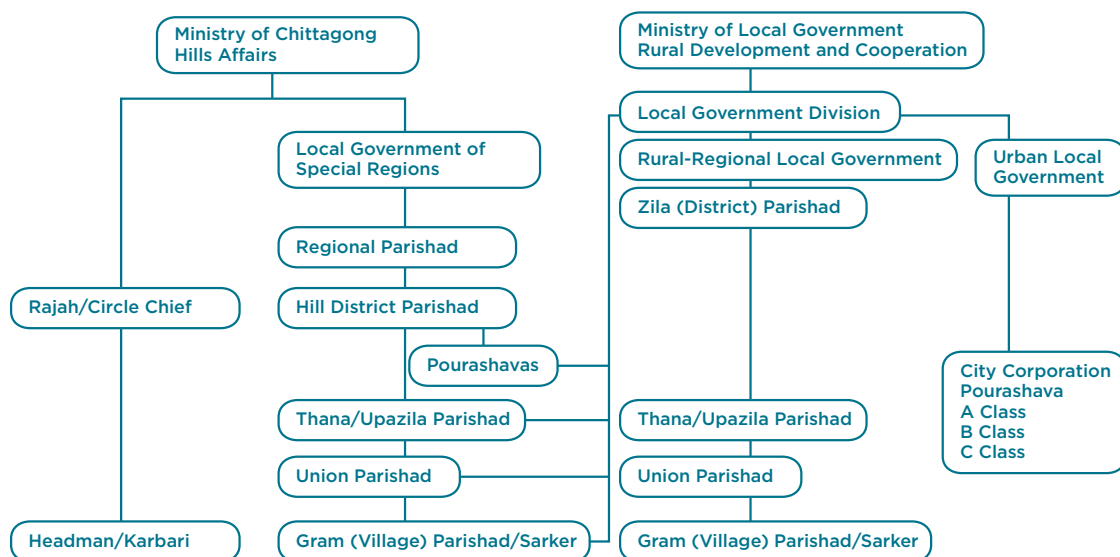 Ministry of Chittagong
Hills Affairs
Ministry of Local Government
Rural Development and Cooperation
Local Government Division
Local Government of
Special Regions
Rural-Regional Local Government
Urban Local
Government
Zila (District) Parishad
Regional Parishad
Rajah/Circle Chief
Hill District Parishad
Pourashavas
City Corporation
Pourashava
A Class
B Class
C Class
Thana/Upazila Parishad
Thana/Upazila Parishad
Union Parishad
Union Parishad
Headman/Karbari
Gram (Village) Parishad/Sarker
Gram (Village) Parishad/Sarker